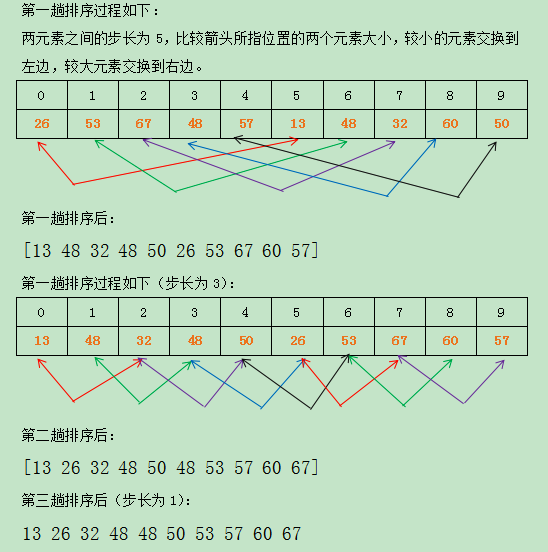 第一趟排序过程如下：
两元素之间的步长为 5，比较箭头所指位置的两个元素大小，较小的元素交换到
左边，较大元素交换到右边。
0 1 2 3 4 5 6 7 8 9
26 53 67 48 57 13 48 32 60 50
第一趟排序后：
[13 48 32 48 50 26 53 67 60 57]
第一趟排序过程如下（步长为 3）：
0 1 2 3 4 5 6 7 8 9
13 48 32 48 50 26 53 67 60 57
第二趟排序后：
[13 26 32 48 50 48 53 57 60 67]
第三趟排序后（步长为 1）：
13 26 32 48 48 50 53 57 60 67